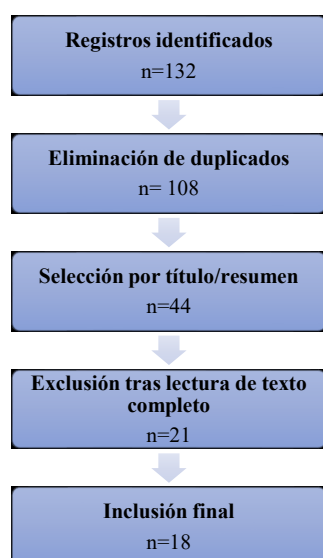 Registros identificados
n=132
Eliminación de duplicados
n= 108
Selección por título/resumen
n=44
Exclusión tras lectura de texto
completo
n=21
Inclusión final
n=18